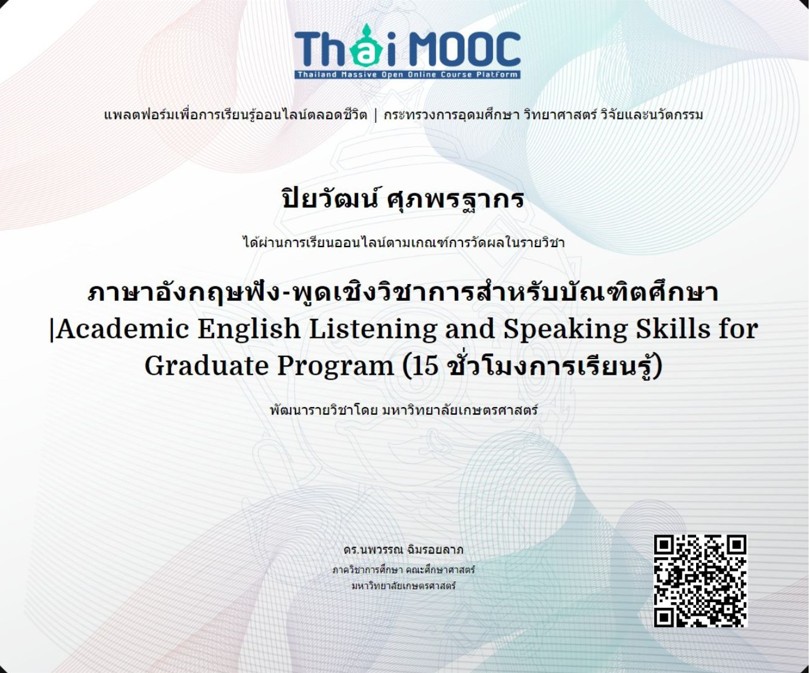 Thai MOOC
Thailand Massive Open Online Course Platform
แพลตฟอร์มเพื่อการเรียนรู้ออนไลน์ตลอดชีวิต | กระทรวงการอุดมศึกษา วิทยาศาสตร์ วิจัยและนวัตกรรม
ปิยวัฒน์ ศุภพรฐากร
ได้ผ่านการเรียนออนไลน์ตามเกณฑ์การวัดผลในรายวิชา
ภาษาอังกฤษฟัง-พูดเชิงวิชาการสำหรับบัณฑิตศึกษา
|Academic English Listening and Speaking Skills for
Graduate Program (15 ชั่วโมงการเรียนรู้)
พัฒนารายวิชาโดย มหาวิทยาลัยเกษตรศาสตร์
ดร.นพวรรณ ฉิมรอยลาภ
ภาควิชาการศึกษา คณะศึกษาศาสตร์
มหาวิทยาลัยเกษตรศาสตร์